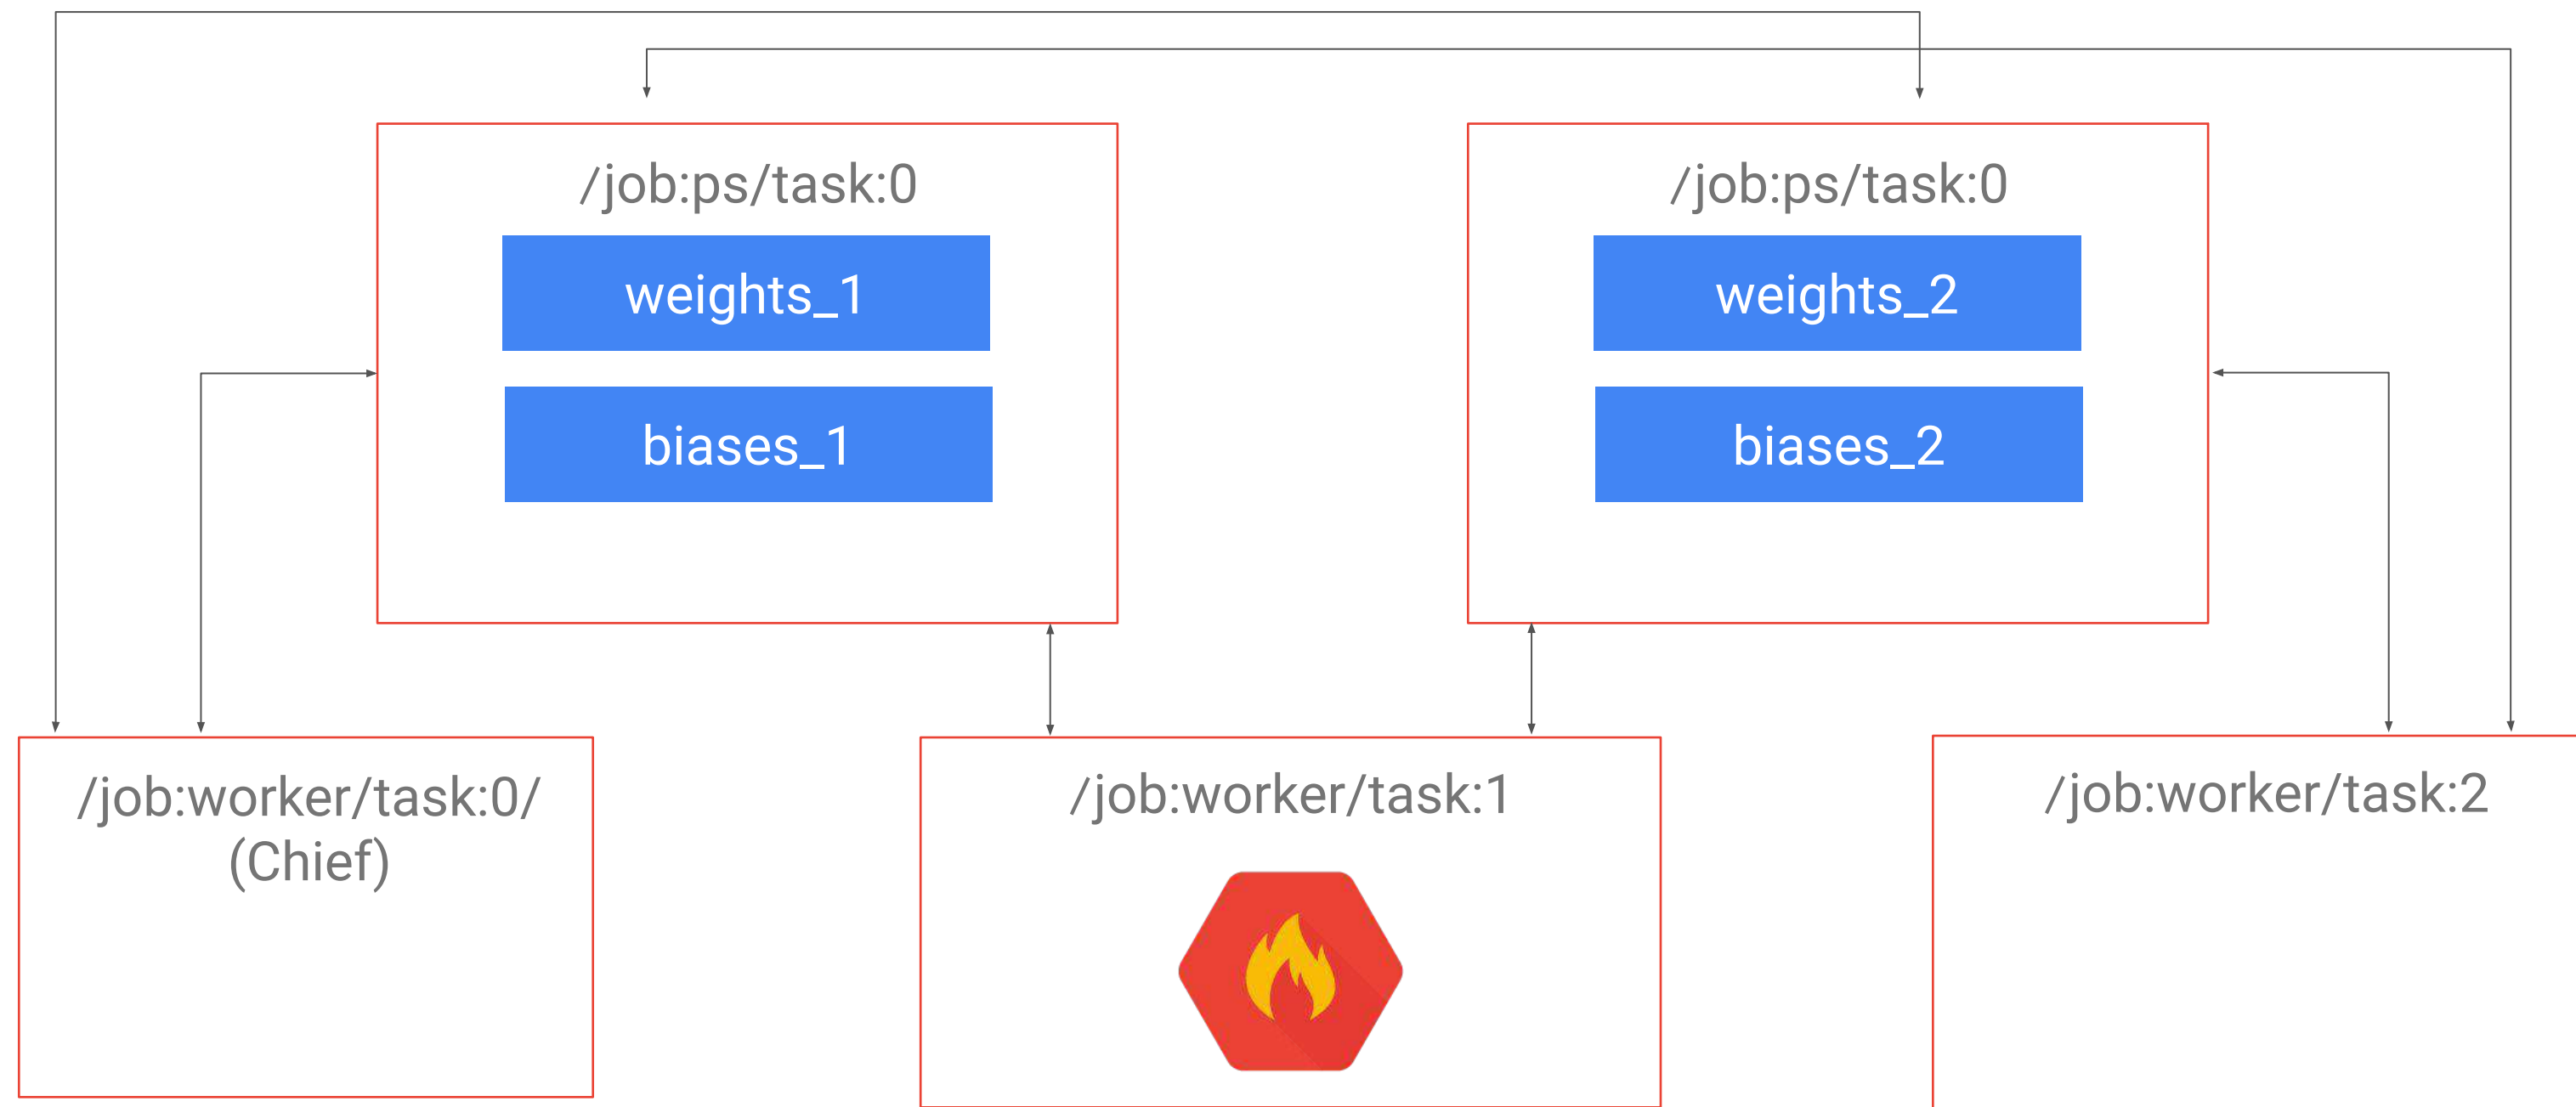 /job:ps/task:0
weights_1
biases_1
/job:ps/task:0
weights_2
biases_2
/job:worker/task:0/
(Chief)
/job:worker/task:1
/job:worker/task:2